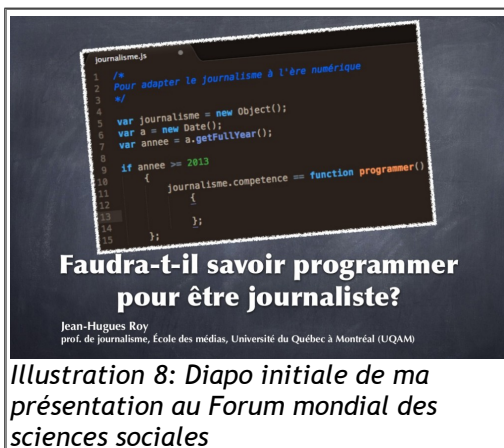 journalisme.js
1 /*
2 Pour adapter le journalisme à l'ère numérique
3 */
4
5 var journalisme = new Object();
6 var a = new Date();
7 var annee = a.getFullYear();
8
9 if annee >= 2013
10 {
11 journalisme.competence == function programmer()
12 {
13
14 };
15 };
Faudra-t-il savoir programmer
pour être journaliste?
Jean-Hugues Roy
prof. de journalisme, École des médias, Université du Québec à Montréal (UQAM)
Illustration 8: Diapo initiale de ma
présentation au Forum mondial des
sciences sociales